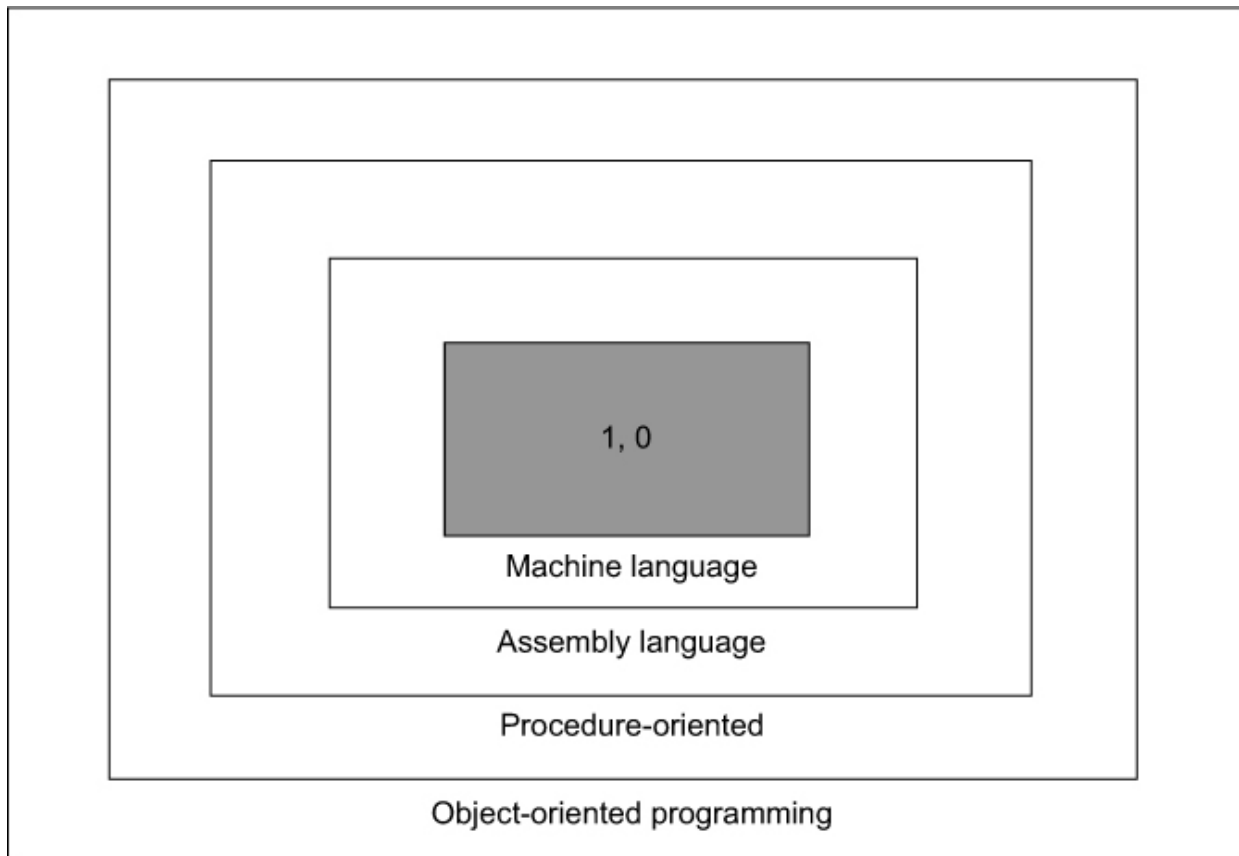 1, 0
Machine language
Assembly language
Procedure-oriented
Object-oriented programming